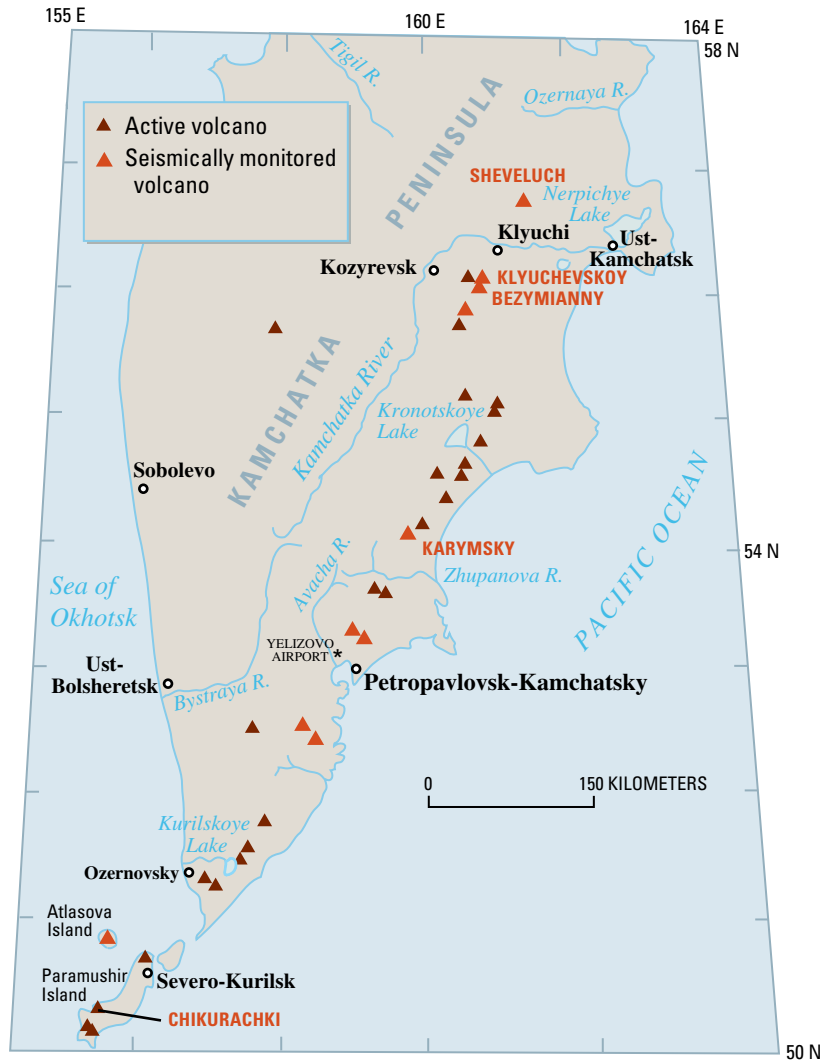 155 E
160 E
164 E
58 N
Tigil R.
Ozernaya R.
Active volcano
Seismically monitored
volcano
PENINSULA
SHEVELUCH
Nerpichye
Lake
Klyuchi
Ust-
Kamchatsk
Kozyrevsk
KLYUCHEVSKOY
BEZYMIANNY
KAMCHATKA
Kamchatka River
Kronotskoye
Lake
Sobolevo
PACIFIC OCEAN
KARYMSKY
54 N
Avacha R.
Zhupanova R.
Sea of
Okhotsk
YELIZOVO
AIRPORT
*
Ust-
Bolsheretsk
Petropavlovsk-Kamchatsky
Bystraya R.
0
150 KILOMETERS
Kurilskoye
Lake
Ozernovsky
Atlasova
Island
Paramushir
Island
Severo-Kurilsk
CHIKURACHKI
50 N